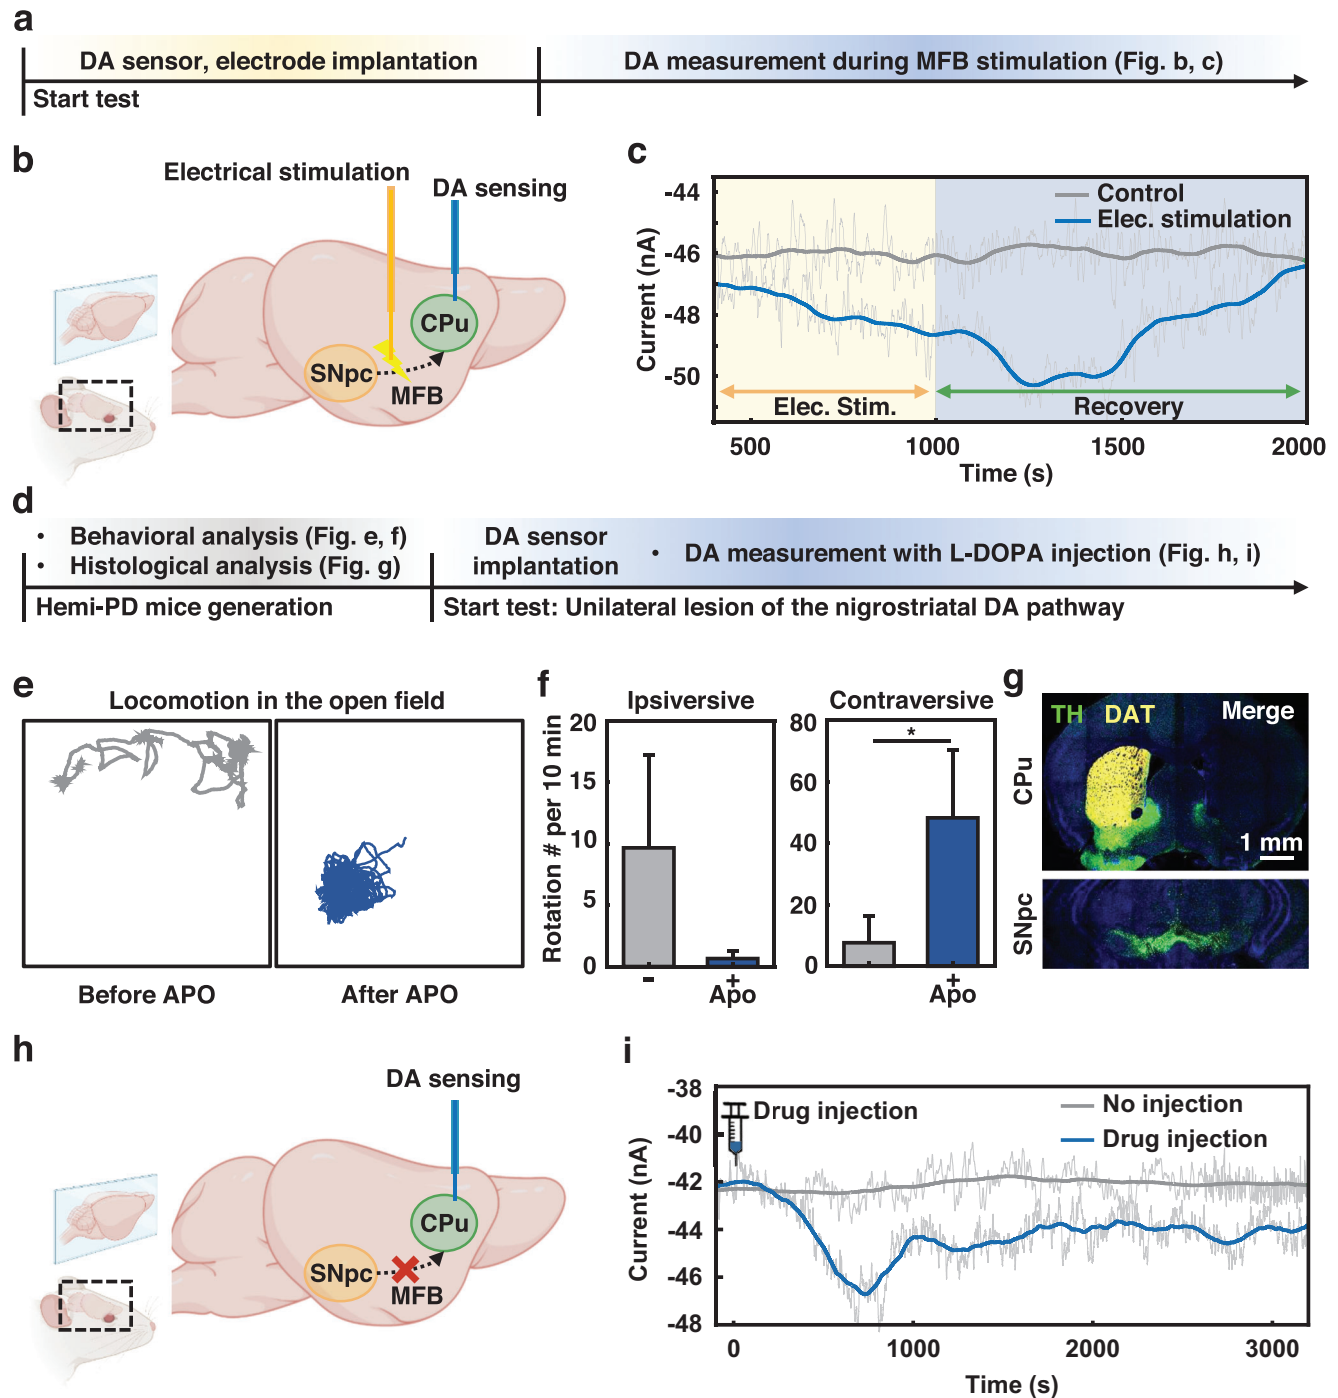 a
DA sensor, electrode implantation
DA measurement during MFB stimulation (Fig. b, c)
Start test
b
Electrical stimulation
DA sensing
CPu
SNpc
MFB
c
Control
Elec. stimulation
Current (nA)
-44
-46
-48
-50
Elec. Stim.
Recovery
500
1000
1500
2000
Time (s)
d
• Behavioral analysis (Fig. e, f)
• Histological analysis (Fig. g)
DA sensor
implantation
• DA measurement with L-DOPA injection (Fig. h, i)
Hemi-PD mice generation
Start test: Unilateral lesion of the nigrostriatal DA pathway
e
Locomotion in the open field
Before APO
After APO
f
Ipsiversive
Contraversive
Rotation # per 10 min
20
15
10
5
0
- +
Apo
80
60
40
20
0
*
- +
Apo
g
TH DAT Merge
CPu
1 mm
SNpc
h
DA sensing
CPu
SNpc
MFB
i
Drug injection
No injection
Drug injection
Current (nA)
-38
-40
-42
-44
-46
-48
0
1000
2000
3000
Time (s)